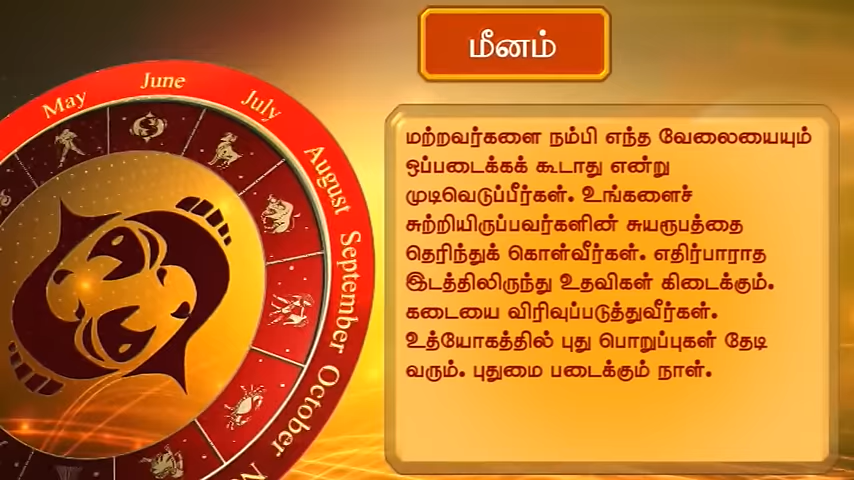 மீனம்
May
June
July
August
September
October
மற்றவர்களை நம்பி எந்த வேலையையும்
ஒப்படைக்கக் கூடாது என்று
முடிவெடுப்பீர்கள். உங்களைச்
சுற்றியிருப்பவர்களின் சுயரூபத்தை
தெரிந்துக் கொள்வீர்கள். எதிர்பாராத
இடத்திலிருந்து உதவிகள் கிடைக்கும்.
கடையை விரிவுப்படுத்துவீர்கள்.
உத்யோகத்தில் புது பொறுப்புகள் தேடி
வரும். புதுமை படைக்கும் நாள்.